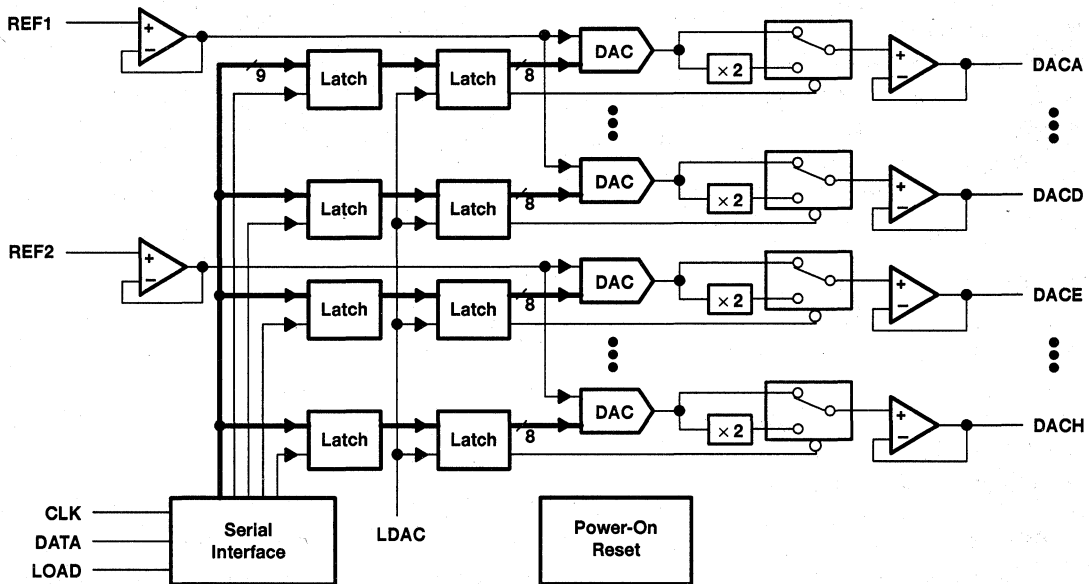 REF1
DAC
9
Latch
Latch
8
× 2
DACA
DAC
Latch
Latch
8
× 2
DACD
REF2
DAC
Latch
Latch
8
× 2
DACE
DAC
Latch
Latch
8
× 2
DACH
CLK
DATA
LOAD
Serial
Interface
LDAC
Power-On
Reset